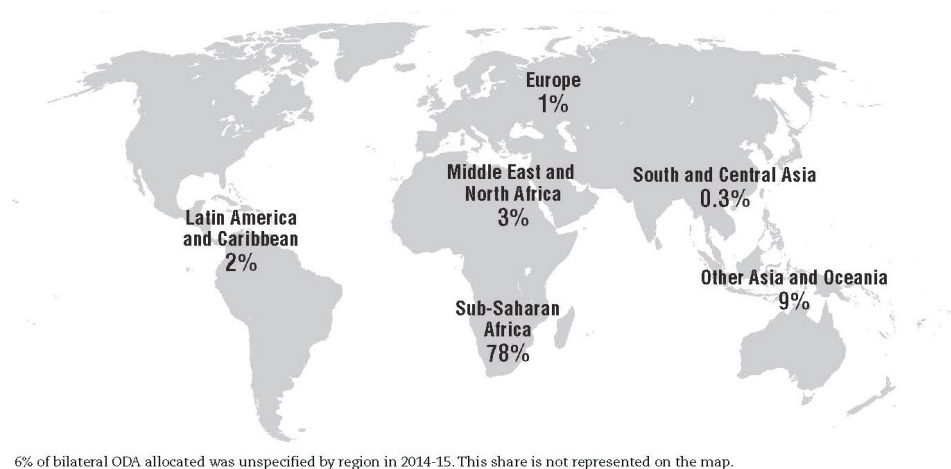 Europe
1%
Middle East and
North Africa
3%
South and Central Asia
0.3%
Latin America
and Caribbean
2%
Other Asia and Oceania
9%
Sub-Saharan
Africa
78%
6% of bilateral ODA allocated was unspecified by region in 2014-15. This share is not represented on the map.